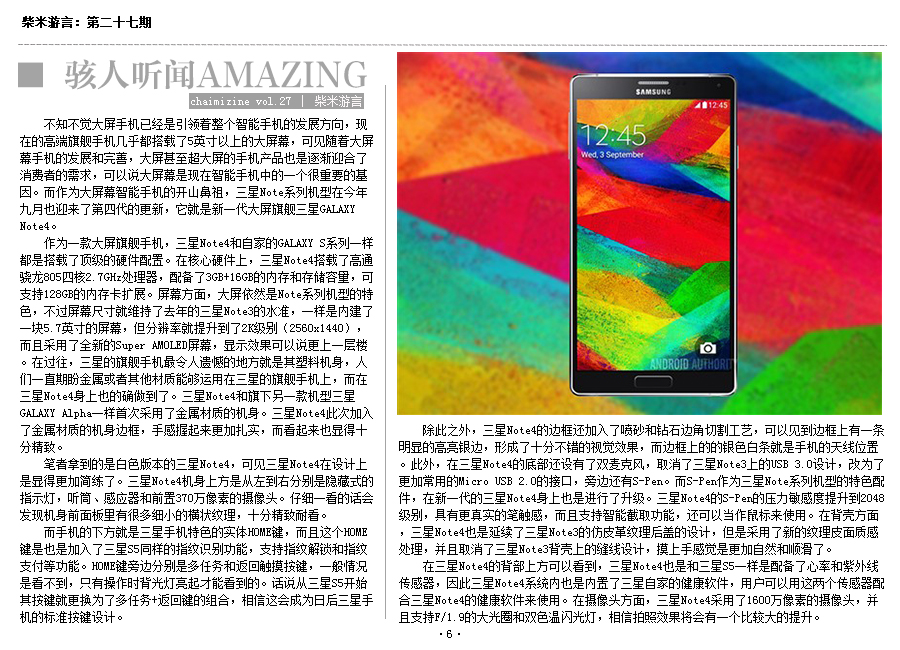 柴米游言：第二十七期
骇人听闻AMAZING
chaimizine vol.27 | 柴米游言
不知不觉大屏手机已经是引领着整个智能手机的发展方向，现
在的高端旗舰手机几乎都搭载了5英寸以上的大屏幕，可见随着大屏
幕手机的发展和完善，大屏甚至超大屏的手机产品也是逐渐迎合了
消费者的需求，可以说大屏幕是现在智能手机中的一个很重要的基
因。而作为大屏幕智能手机的开山鼻祖，三星Note系列机型在今年
九月也迎来了第四代的更新，它就是新一代大屏旗舰三星GALAXY
Note4。
作为一款大屏旗舰手机，三星Note4和自家的GALAXY S系列一样
都是搭载了顶级的硬件配置。在核心硬件上，三星Note4搭载了高通
骁龙805四核2.7GHz处理器，配备了3GB+16GB的内存和存储容量，可
支持128GB的内存卡扩展。屏幕方面，大屏依然是Note系列机型的特
色，不过屏幕尺寸就维持了去年的三星Note3的水准，一样是内建了
一块5.7英寸的屏幕，但分辨率就提升到了2K级别（2560x1440），
而且采用了全新的Super AMOLED屏幕，显示效果可以说更上一层楼
。在过往，三星的旗舰手机最令人遗憾的地方就是其塑料机身，人
们一直期盼金属或者其他材质能够运用在三星的旗舰手机上，而在
三星Note4身上也的确做到了。三星Note4和旗下另一款机型三星
GALAXY Alpha一样首次采用了金属材质的机身。三星Note4此次加入
了金属材质的机身边框，手感握起来更加扎实，而看起来也显得十
分精致。
笔者拿到的是白色版本的三星Note4，可见三星Note4在设计上
是显得更加简练了。三星Note4机身上方是从左到右分别是隐藏式的
指示灯，听筒、感应器和前置370万像素的摄像头。仔细一看的话会
发现机身前面板里有很多细小的横状纹理，十分精致耐看。
而手机的下方就是三星手机特色的实体HOME键，而且这个HOME
键是也是加入了三星S5同样的指纹识别功能，支持指纹解锁和指纹
支付等功能。HOME键旁边分别是多任务和返回触摸按键，一般情况
是看不到，只有操作时背光灯亮起才能看到的。话说从三星S5开始
其按键就更换为了多任务+返回键的组合，相信这会成为日后三星手
机的标准按键设计。
SAMSUNG
12:45
12:45
Wed, 3 September
ANDROID AUTHORIT
除此之外，三星Note4的边框还加入了喷砂和钻石边角切割工艺，可以见到边框上有一条
明显的高亮银边，形成了十分不错的视觉效果，而边框上的的银色白条就是手机的天线位置
。此外，在三星Note4的底部还设有了双麦克风，取消了三星Note3上的USB 3.0设计，改为了
更加常用的Micro USB 2.0的接口，旁边还有S-Pen。而S-Pen作为三星Note系列机型的特色配
件，在新一代的三星Note4身上也是进行了升级。三星Note4的S-Pen的压力敏感度提升到2048
级别，具有更真实的笔触感，而且支持智能截取功能，还可以当作鼠标来使用。在背壳方面
，三星Note4也是延续了三星Note3的仿皮革纹理后盖的设计，但是采用了新的纹理皮面质感
处理，并且取消了三星Note3背壳上的缝线设计，摸上手感觉是更加自然和顺滑了。
在三星Note4的背部上方可以看到，三星Note4也是和三星S5一样是配备了心率和紫外线
传感器，因此三星Note4系统内也是内置了三星自家的健康软件，用户可以用这两个传感器配
合三星Note4的健康软件来使用。在摄像头方面，三星Note4采用了1600万像素的摄像头，并
且支持F/1.9的大光圈和双色温闪光灯，相信拍照效果将会有一个比较大的提升。
·6·